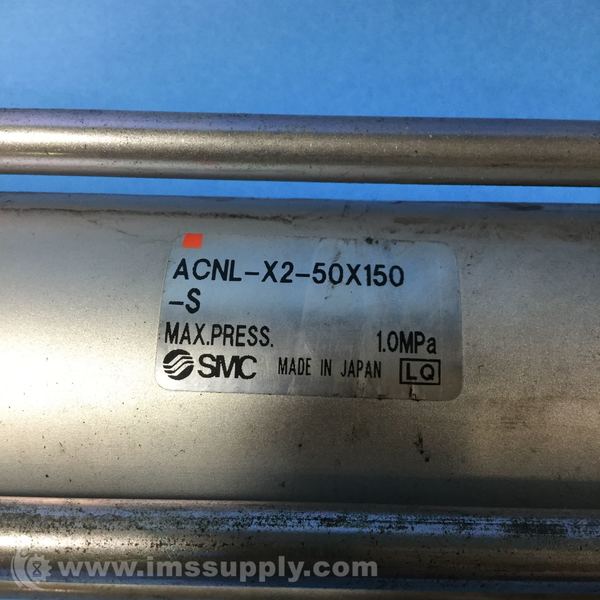 ACNL-X2-50X150
-S
MAX.PRESS. 1.0MPa
SMC MADE IN JAPAN LQ
www.imssupply.com